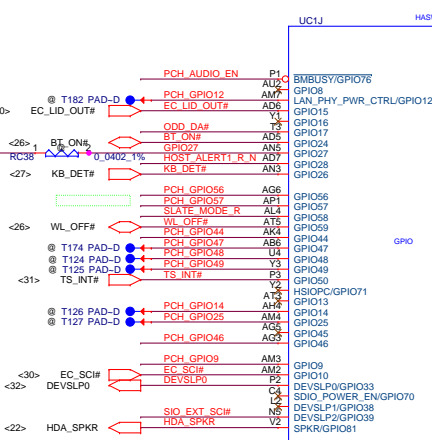 UC1J HASW
PCH_AUDIO_EN P1 BMBUSY/GPIO76
AU2 GPIO8
@ T182 PAD~D PCH_GPIO12 AM7 LAN_PHY_PWR_CTRL/GPIO12
EC_LID_OUT# EC_LID_OUT# AD6 GPIO15
Y1 GPIO16
ODD_DA# T3 GPIO17
<26> BT_ON# BT_ON# AD5 GPIO24
1 @ 2 GPIO27 AN5 GPIO27
RC38 0_0402_1% HOST_ALERT1_R_N AD7 GPIO28
<27> KB_DET# KB_DET# AN3 GPIO26
PCH_GPIO56 AG6 GPIO56
PCH_GPIO57 AP1 GPIO57
SLATE_MODE_R AL4 GPIO58
<26> WL_OFF# WL_OFF# AT5 GPIO59
PCH_GPIO44 AK4 GPIO44
@ T174 PAD~D PCH_GPIO47 AB6 GPIO47 GPIO
@ T124 PAD~D PCH_GPIO48 U4 GPIO48
@ T125 PAD~D PCH_GPIO49 Y3 GPIO49
<31> TS_INT# TS_INT# P3 GPIO50
Y2 HSIOPC/GPIO71
AT3 GPIO13
@ T126 PAD~D PCH_GPIO14 AH4 GPIO14
@ T127 PAD~D PCH_GPIO25 AM4 GPIO25
AG5 GPIO45
PCH_GPIO46 AG3 GPIO46
PCH_GPIO9 AM3 GPIO9
<30> EC_SCI# EC_SCI# AM2 GPIO10
<32> DEVSLP0 DEVSLP0 P2 DEVSLP0/GPIO33
C4 SDIO_POWER_EN/GPIO70
L2 DEVSLP1/GPIO38
SIO_EXT_SCI# N5 DEVSLP2/GPIO39
<22> HDA_SPKR HDA_SPKR V2 SPKR/GPIO81